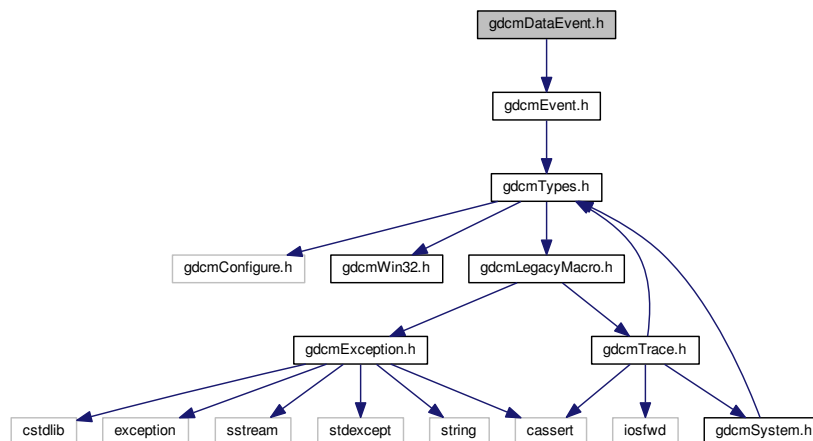 gdcmDataEvent.h
gdcmEvent.h
gdcmTypes.h
gdcmConfigure.h
gdcmWin32.h
gdcmLegacyMacro.h
gdcmException.h
gdcmTrace.h
cstdlib
exception
sstream
stdexcept
string
cassert
iosfwd
gdcmSystem.h